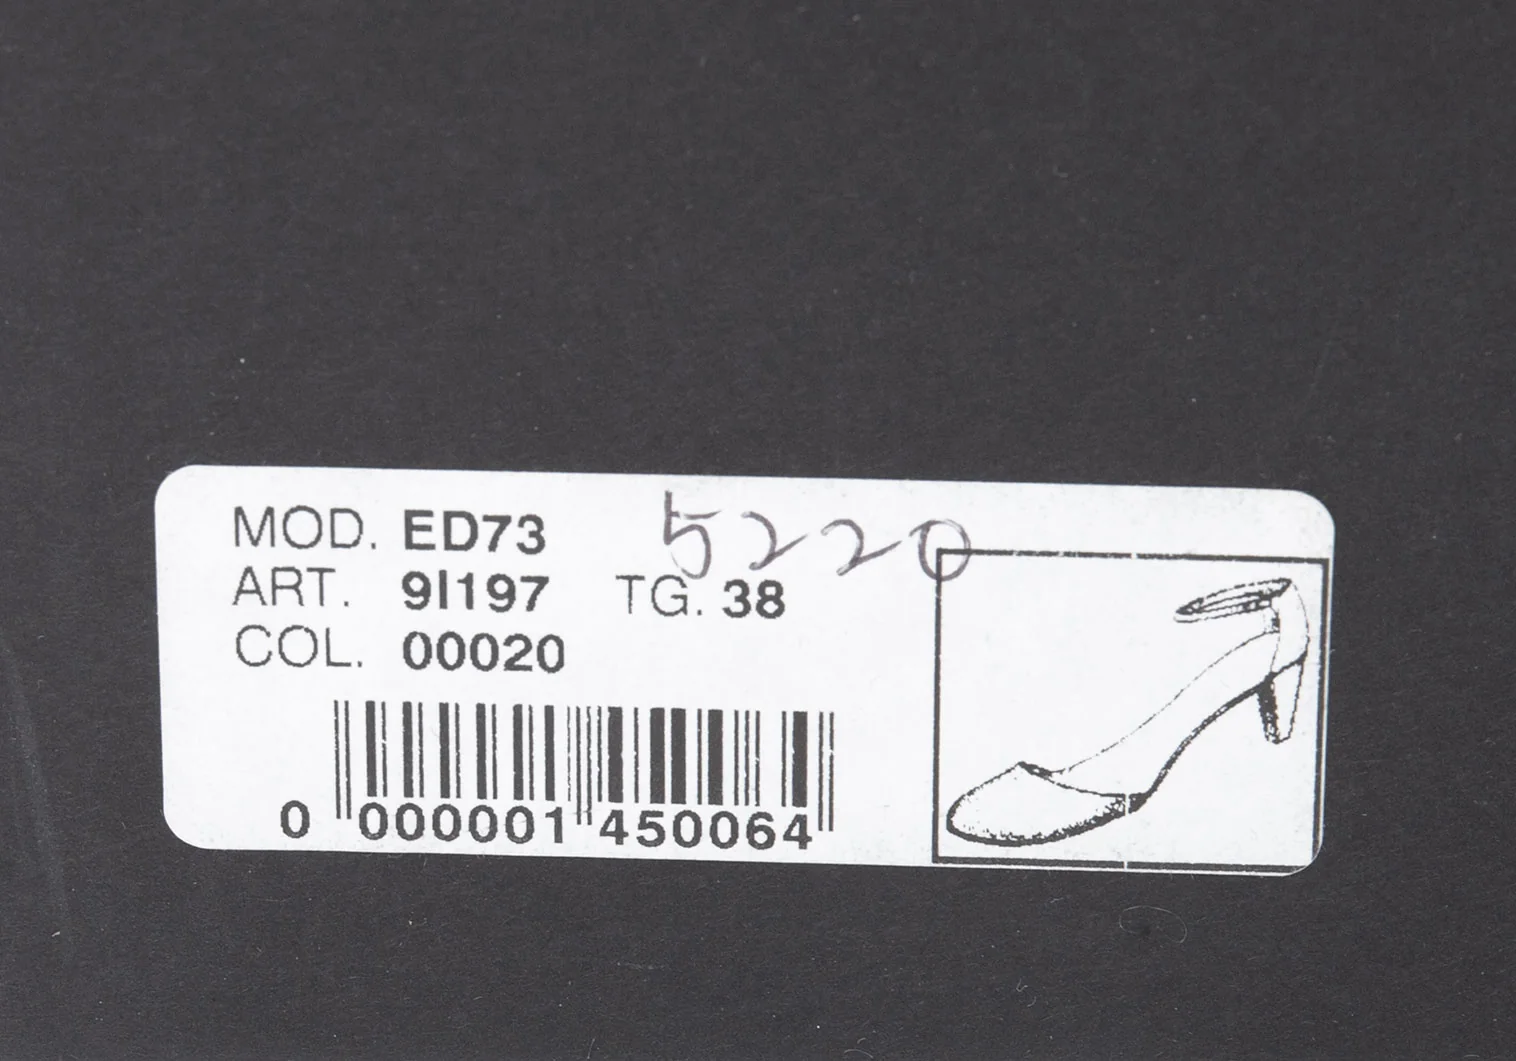 MOD. ED73 5220
ART. 9I197 TG. 38
COL. 00020
0 000001 450064